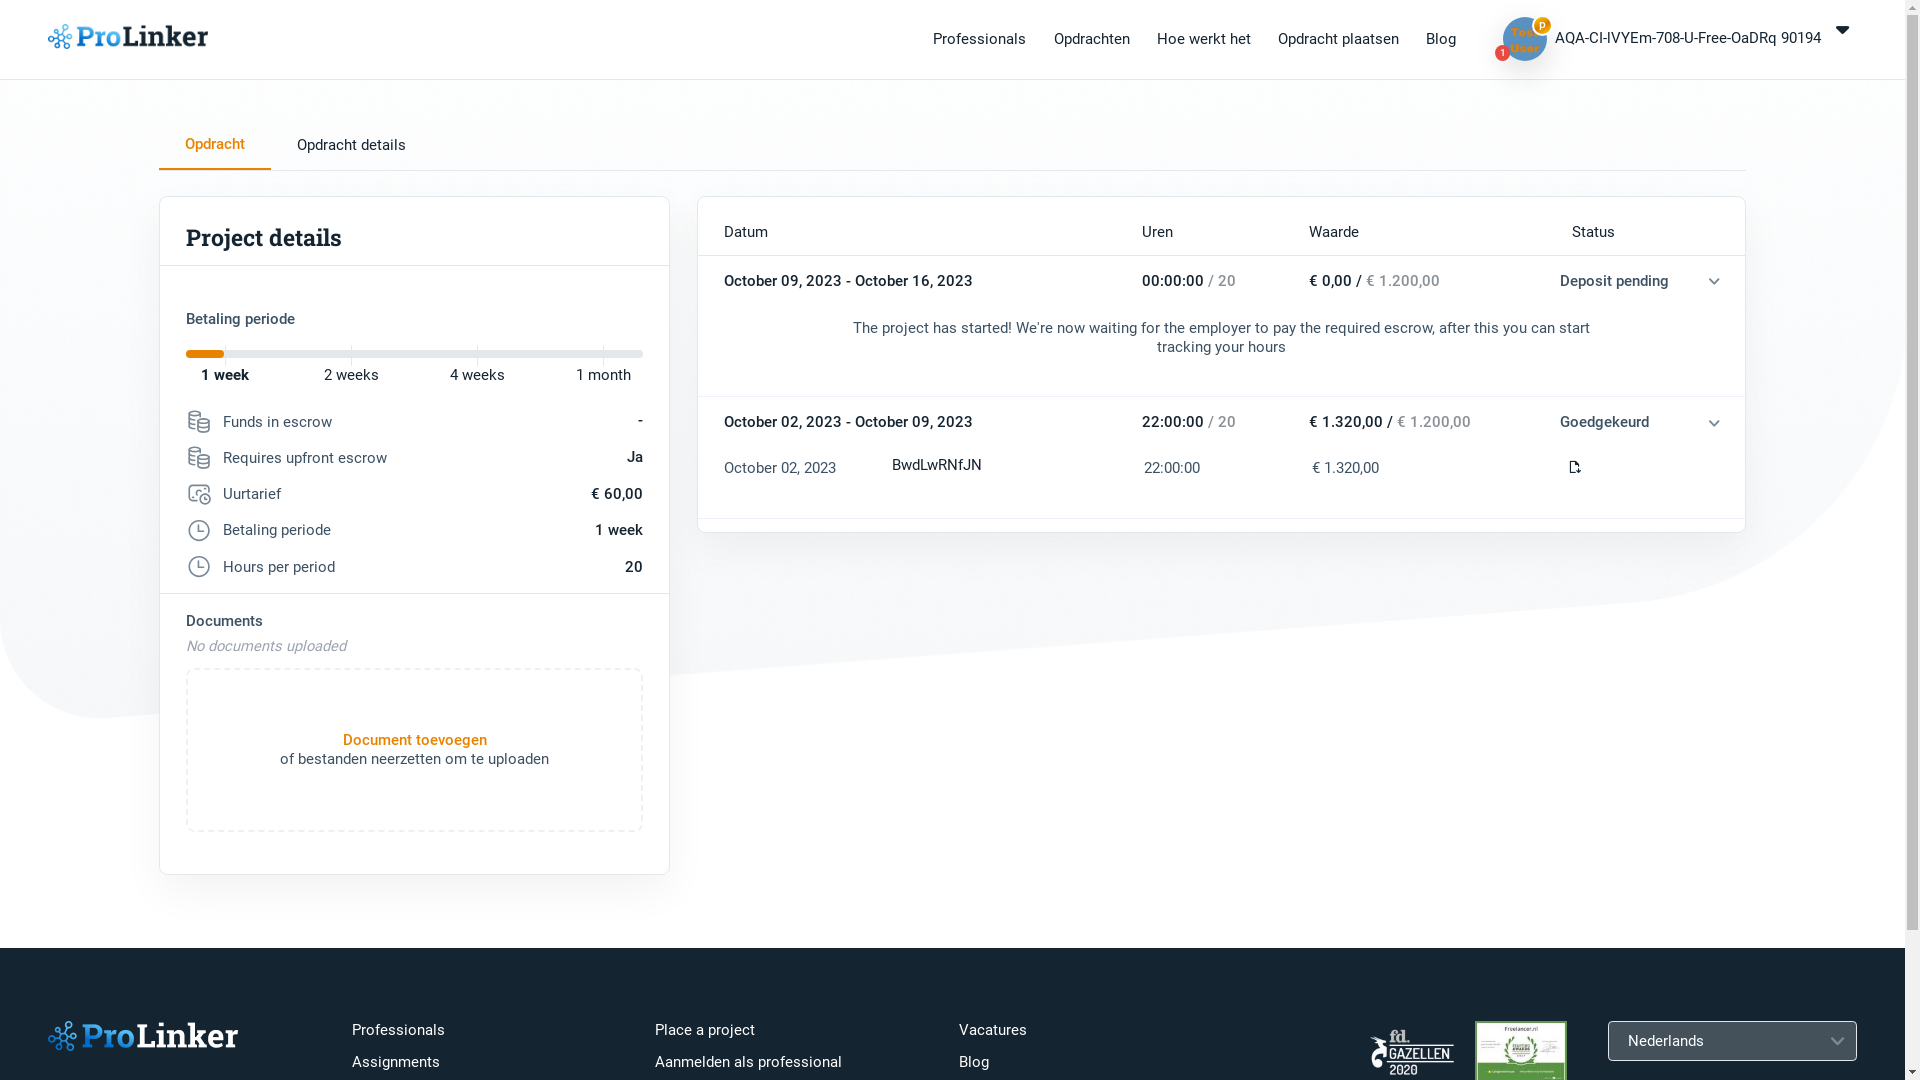 ProLinker
Professionals
Opdrachten
Hoe werkt het
Opdracht plaatsen
Blog
p
1
AQA-CI-IVYEm-708-U-Free-OaDRq 90194
Opdracht
Opdracht details
Project details
Betaling periode
1 week
2 weeks
4 weeks
1 month
Funds in escrow
-
Requires upfront escrow
Ja
Uurtarief
€ 60,00
Betaling periode
1 week
Hours per period
20
Documents
No documents uploaded
Document toevoegen
of bestanden neerzetten om te uploaden
Datum
Uren
Waarde
Status
October 09, 2023 - October 16, 2023
00:00:00 / 20
€ 0,00 / € 1.200,00
Deposit pending
The project has started! We're now waiting for the employer to pay the required escrow, after this you can start
tracking your hours
October 02, 2023 - October 09, 2023
22:00:00 / 20
€ 1.320,00 / € 1.200,00
Goedgekeurd
October 02, 2023
BwdLwRNfJN
22:00:00
€ 1.320,00
ProLinker
Professionals
Assignments
Place a project
Aanmelden als professional
Vacatures
Blog
fd.
GAZELLEN
2020
Freelancer.nl
Nederlands